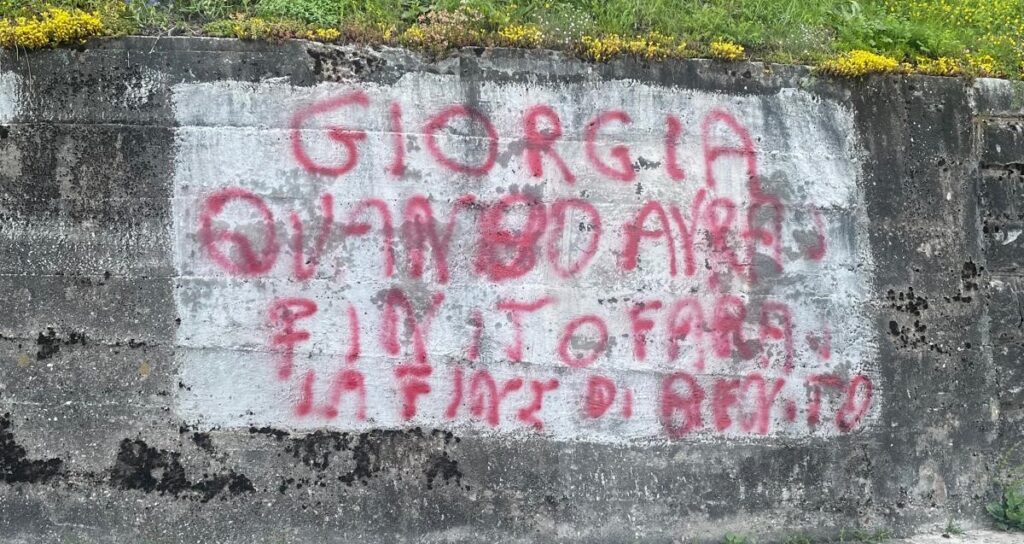 GIORGIA
QUANDO AVRAI
FINITO FARAI
LA FINE DI BENITO